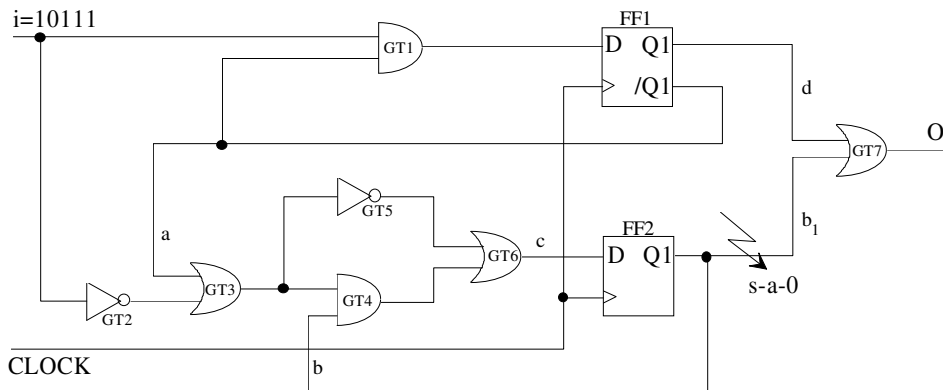 i=10111
GT1
FF1
D Q1
/Q1
d
O
GT7
a
GT5
c
FF2
b1
GT6
D Q1
GT3
GT4
s-a-0
GT2
CLOCK
b